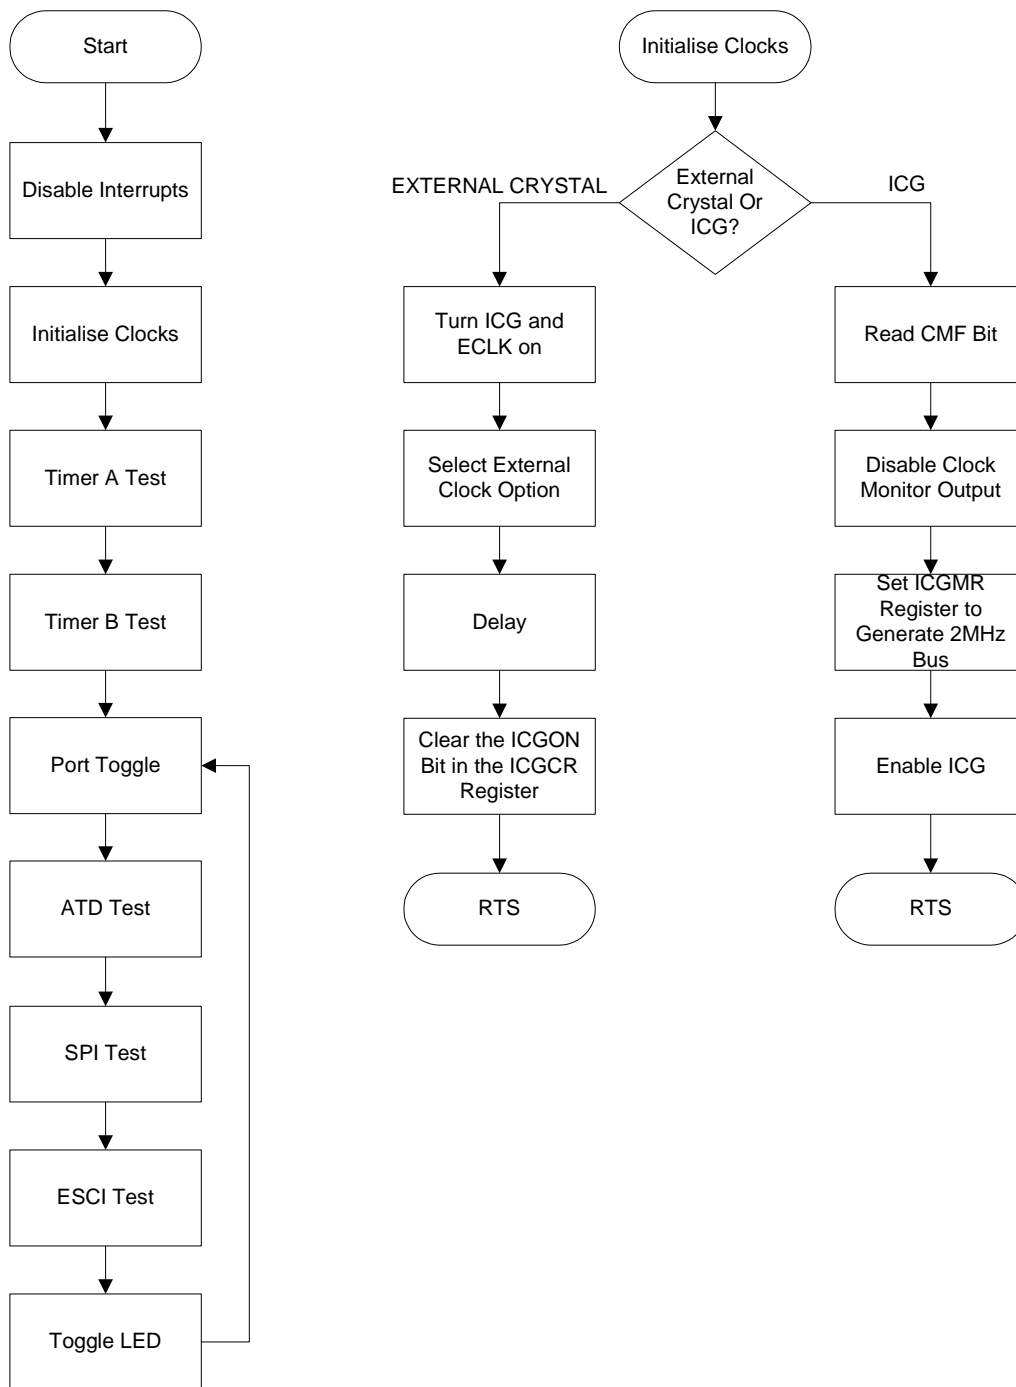 Start
Disable Interrupts
Initialise Clocks
Timer A Test
Timer B Test
Port Toggle
ATD Test
SPI Test
ESCI Test
Toggle LED
Initialise Clocks
External
Crystal Or
ICG?
EXTERNAL CRYSTAL
ICG
Turn ICG and
ECLK on
Select External
Clock Option
Delay
Clear the ICGON
Bit in the ICGCR
Register
RTS
Read CMF Bit
Disable Clock
Monitor Output
Set ICGMR
Register to
Generate 2MHz
Bus
Enable ICG
RTS